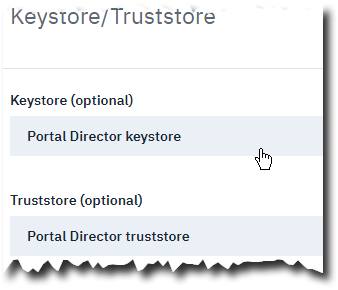 Keystore/Truststore
Keystore (optional)
Portal Director keystore
Truststore (optional)
Portal Director truststore